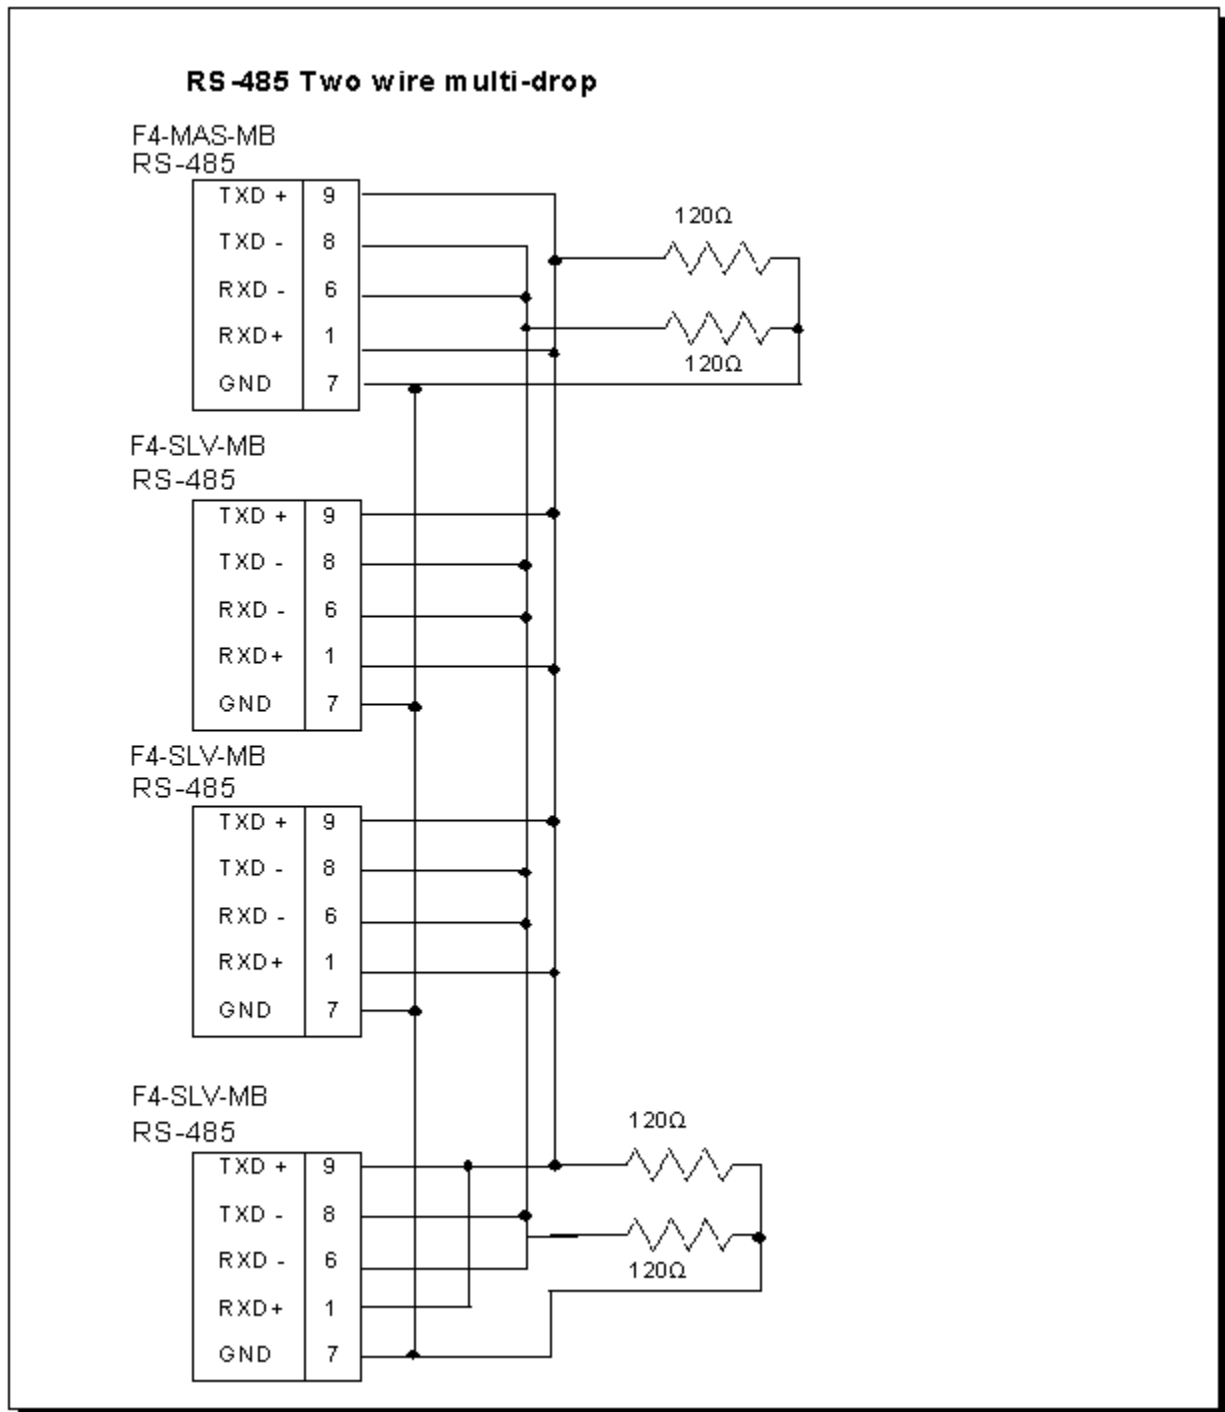 RS-485 Two wire multi-drop
F4-MAS-MB
RS-485
TXD + 9
TXD - 8
RXD - 6
RXD+ 1
GND 7
120Ω
120Ω
F4-SLV-MB
RS-485
TXD + 9
TXD - 8
RXD - 6
RXD+ 1
GND 7
F4-SLV-MB
RS-485
TXD + 9
TXD - 8
RXD - 6
RXD+ 1
GND 7
F4-SLV-MB
RS-485
TXD + 9
TXD - 8
RXD - 6
RXD+ 1
GND 7
120Ω
120Ω